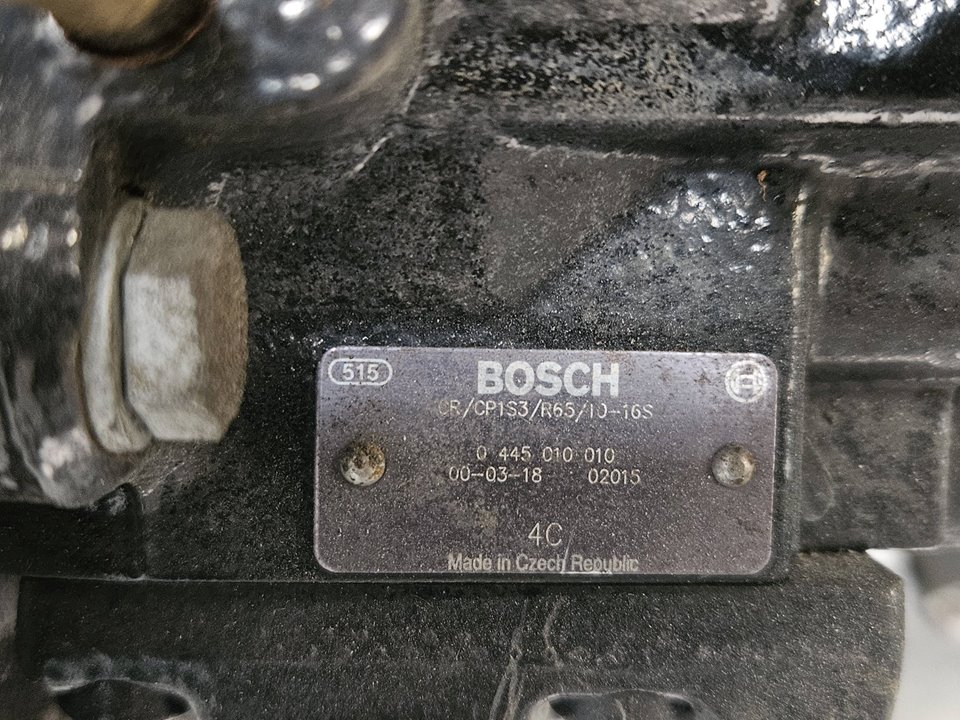 515
BOSCH
CR/CP1S3/R65/10-16S
0 445 010 010
00-03-18 02015
4C
Made in Czech Republic